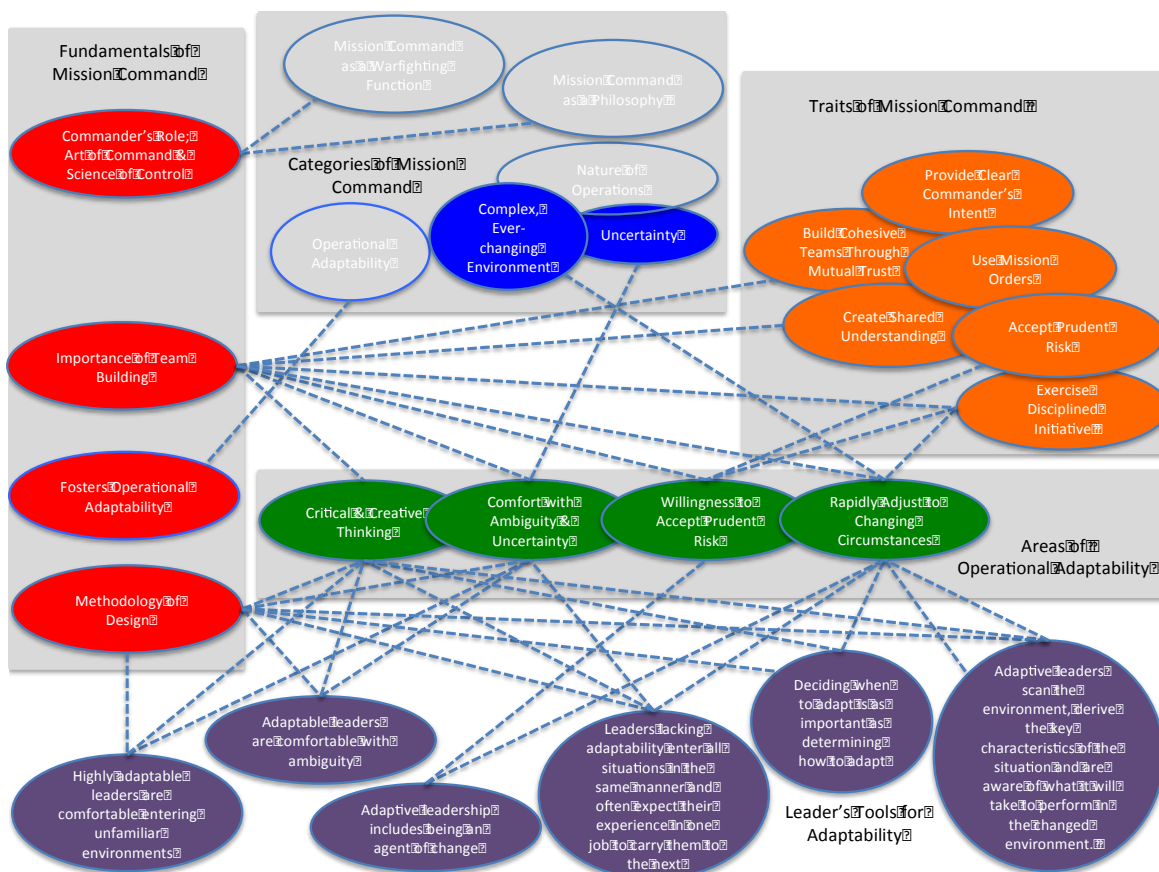 Fundamentals of
Mission Command
Commander's Role;
Art of Command &
Science of Control
Importance of Team
Building
Fosters Operational
Adaptability
Methodology of
Design
Mission Command
as a Warfighting
Function
Mission Command
as a Philosophy
Categories of Mission
Command
Nature of
Operations
Complex,
Ever-
changing
Environment
Uncertainty
Operational
Adaptability
Traits of Mission Command
Provide Clear
Commander's
Intent
Build Cohesive
Teams Through
Mutual Trust
Use Mission
Orders
Create Shared
Understanding
Accept Prudent
Risk
Exercise
Disciplined
Initiative
Critical & Creative
Thinking
Comfort with
Ambiguity &
Uncertainty
Willingness to
Accept Prudent
Risk
Rapidly Adjust to
Changing
Circumstances
Areas of
Operational Adaptability
Highly adaptable
leaders are
comfortable entering
unfamiliar
environments
Adaptable leaders
are comfortable with
ambiguity
Adaptive leadership
includes being an
agent of change
Leaders lacking
adaptability enter all
situations in the
same manner and
often expect their
experience in one
job to carry them to
the next
Deciding when
to adapt is as
important as
determining
how to adapt
Leader's Tools for
Adaptability
Adaptive leaders
scan the
environment, derive
the key
characteristics of the
situation and are
aware of what it will
take to perform in
the changed
environment.